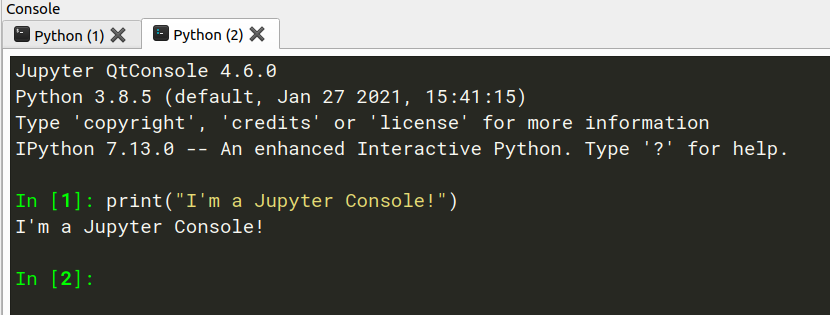 Console
Python (1)
Python (2)
Jupyter QtConsole 4.6.0
Python 3.8.5 (default, Jan 27 2021, 15:41:15)
Type 'copyright', 'credits' or 'license' for more information
IPython 7.13.0 -- An enhanced Interactive Python. Type '?' for help.
In [1]: print("I'm a Jupyter Console!")
I'm a Jupyter Console!
In [2]: